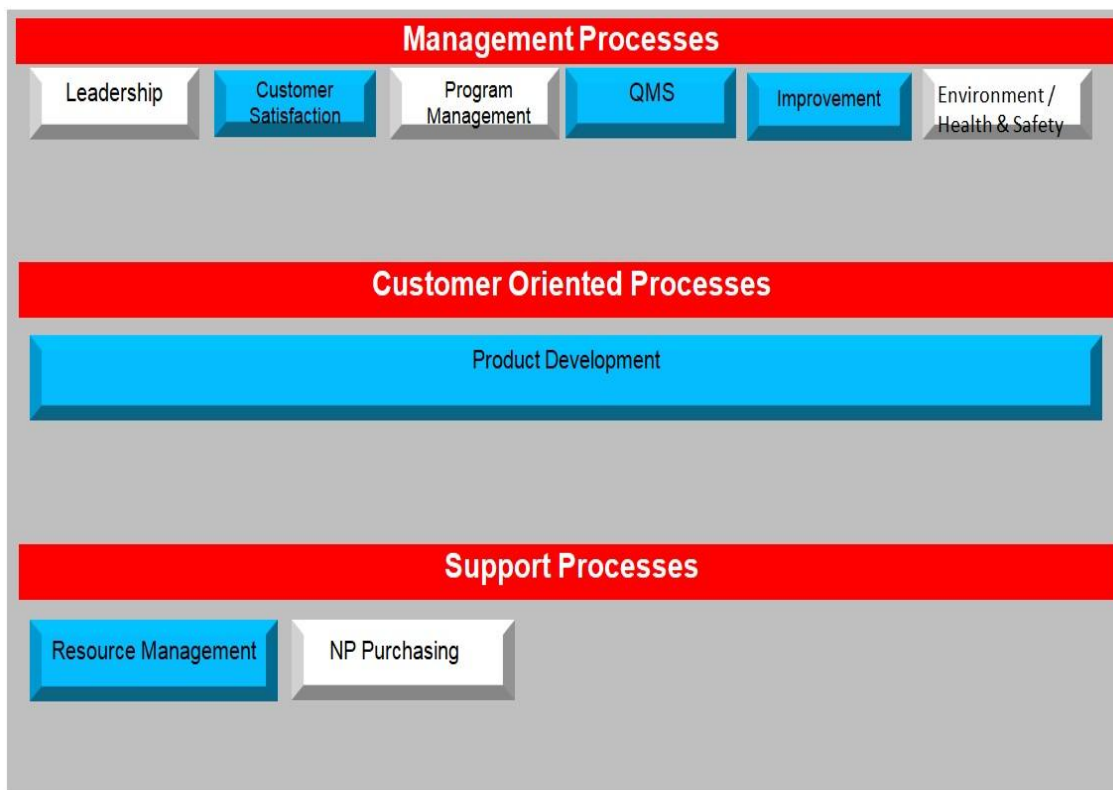 Management Processes
Leadership
Customer
Satisfaction
Program
Management
QMS
Improvement
Environment /
Health & Safety
Customer Oriented Processes
Product Development
Support Processes
Resource Management
NP Purchasing